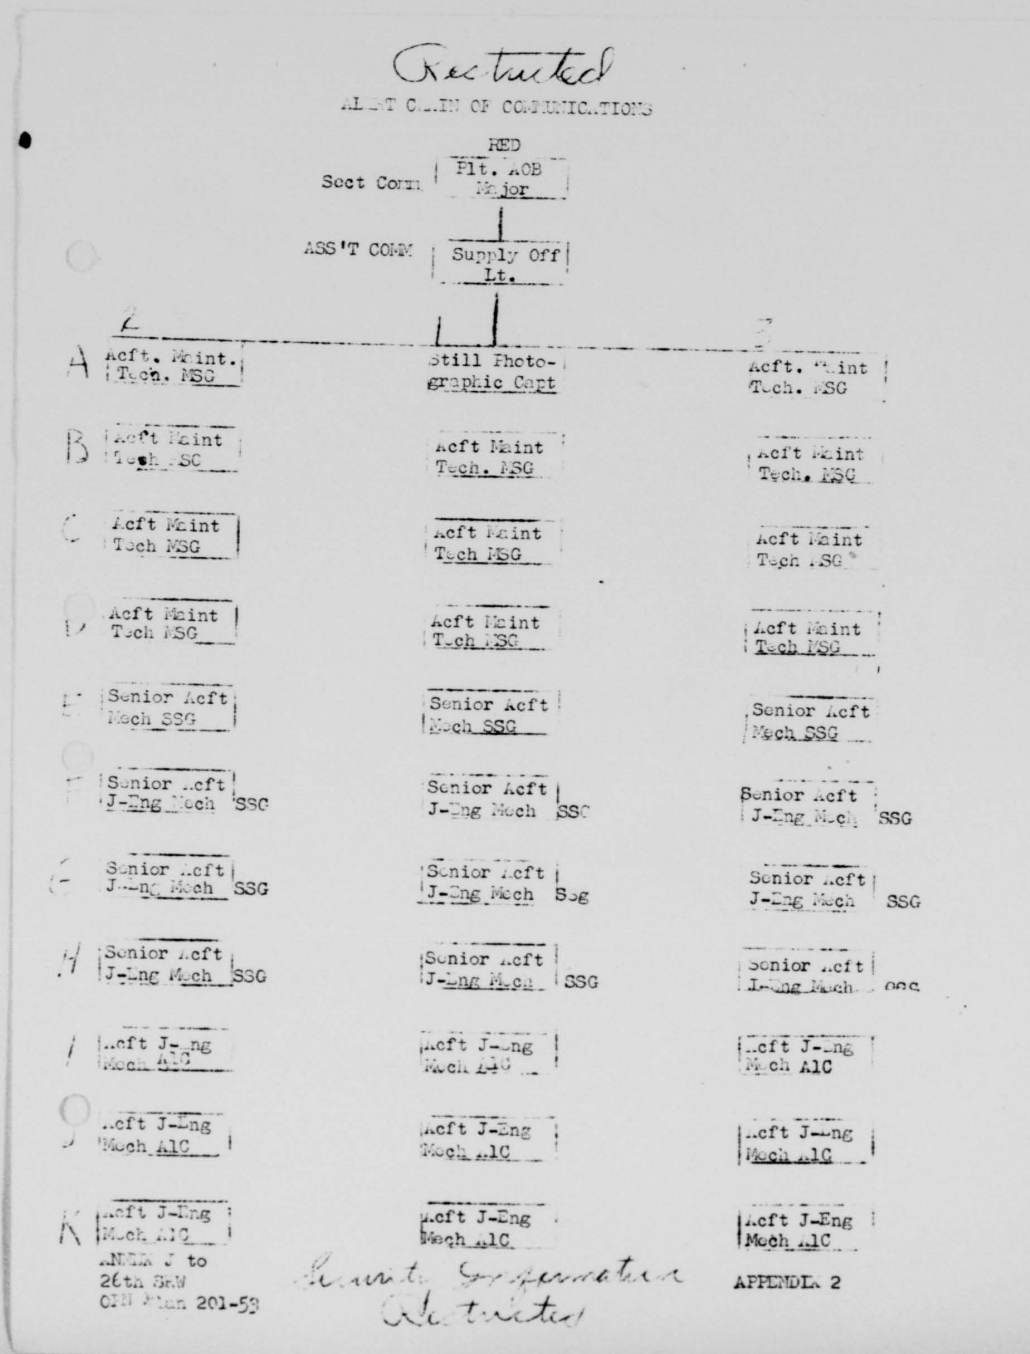 Restricted
ALERT CHAIN OF COMMUNICATIONS
RED
Sect Comm
Plt. AOB
Major
ASS'T COMM
Supply Off
Lt.
2 1 3
A Acft. Maint. Still Photo- Acft. Maint
Tech. MSG graphic Capt Tech. MSG
B Acft Maint Acft Maint Acft Maint
Tech MSG Tech. MSG Tech. MSG
C Acft Maint Acft Maint Acft Maint
Tech MSG Tech MSG Tech MSG
D Acft Maint Acft Maint Acft Maint
Tech MSG Tech MSG Tech MSG
E Senior Acft Senior Acft Senior Acft
Mech SSG Mech SSG Mech SSG
F Senior Acft Senior Acft Senior Acft
J-Eng Mech SSG J-Eng Mech SSG J-Eng Mech SSG
G Senior Acft Senior Acft Senior Acft
J-Eng Mech SSG J-Eng Mech Ssg J-Eng Mech SSG
H Senior Acft Senior Acft Senior Acft
J-Eng Mech SSG J-Eng Mech SSG J-Eng Mech SSG
I Acft J-Eng Acft J-Eng Acft J-Eng
Mech A1C Mech A1C Mech A1C
J Acft J-Eng Acft J-Eng Acft J-Eng
Mech A1C Mech A1C Mech A1C
K Acft J-Eng Acft J-Eng Acft J-Eng
Mech A1C Mech A1C Mech A1C
ANNEX J to
26th SRW
OPN Plan 201-53
Security Information
Restricted
APPENDIX 2